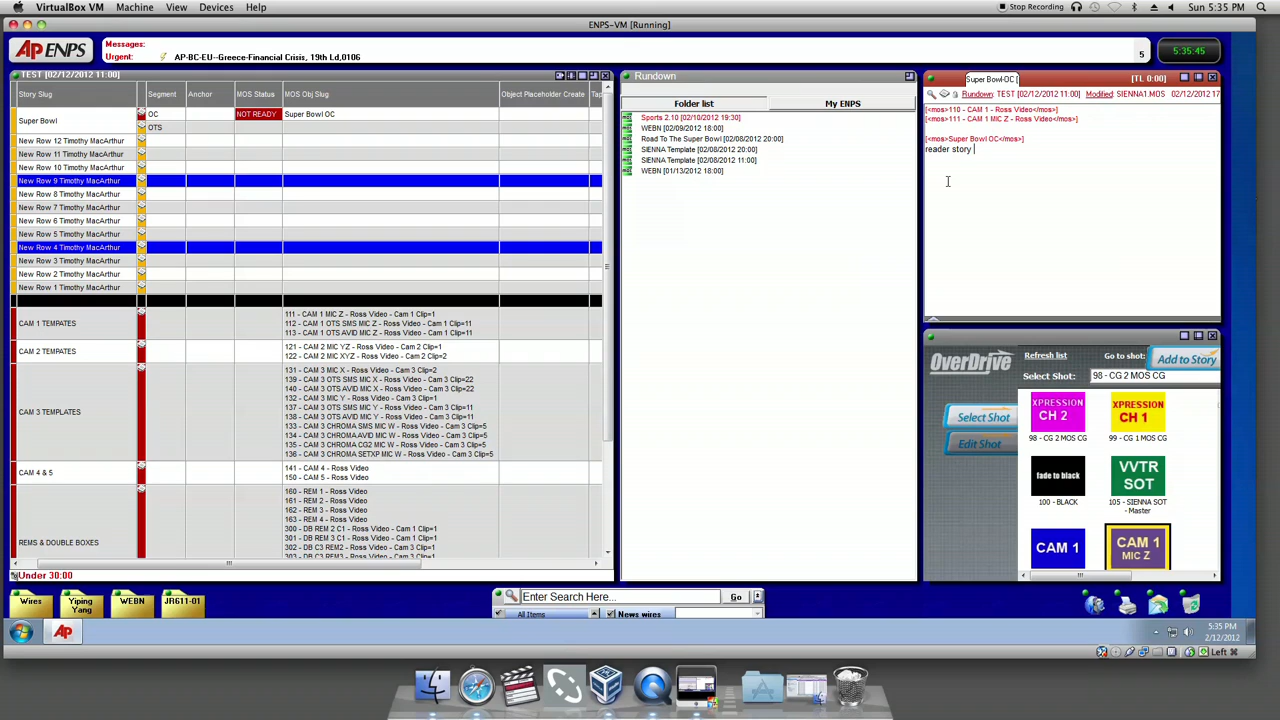 VirtualBox VM Machine View Devices Help
Stop Recording
Sun 5:35 PM
ENPS-VM [Running]
AP ENPS
Messages:
Urgent: AP-BC-EU--Greece-Financial Crisis, 19th Ld,0106
5
5:35:45
TEST [02/12/2012 11:00]
Story Slug Segment Anchor MOS Status MOS Obj Slug Object Placeholder Create Tap
Super Bowl OC NOT READY Super Bowl OC
OTS
New Row 12 Timothy MacArthur
New Row 11 Timothy MacArthur
New Row 10 Timothy MacArthur
New Row 9 Timothy MacArthur
New Row 8 Timothy MacArthur
New Row 7 Timothy MacArthur
New Row 6 Timothy MacArthur
New Row 5 Timothy MacArthur
New Row 4 Timothy MacArthur
New Row 3 Timothy MacArthur
New Row 2 Timothy MacArthur
New Row 1 Timothy MacArthur
CAM 1 TEMPATES
111 - CAM 1 MIC Z - Ross Video - Cam 1 Clip=1
112 - CAM 1 OTS SMS MIC Z - Ross Video - Cam 1 Clip=11
113 - CAM 1 OTS AVID MIC Z - Ross Video - Cam 1 Clip=11
CAM 2 TEMPATES
121 - CAM 2 MIC YZ - Ross Video - Cam 2 Clip=1
122 - CAM 2 MIC XYZ - Ross Video - Cam 2 Clip=2
CAM 3 TEMPLATES
131 - CAM 3 MIC X - Ross Video - Cam 3 Clip=2
139 - CAM 3 OTS SMS MIC X - Ross Video - Cam 3 Clip=22
140 - CAM 3 OTS AVID MIC X - Ross Video - Cam 3 Clip=22
132 - CAM 3 MIC Y - Ross Video - Cam 3 Clip=1
137 - CAM 3 OTS SMS MIC Y - Ross Video - Cam 3 Clip=11
138 - CAM 3 OTS AVID MIC Y - Ross Video - Cam 3 Clip=11
133 - CAM 3 CHROMA SMS MIC W - Ross Video - Cam 3 Clip=5
134 - CAM 3 CHROMA AVID MIC W - Ross Video - Cam 3 Clip=5
135 - CAM 3 CHROMA CG2 MIC W - Ross Video - Cam 3 Clip=5
136 - CAM 3 CHROMA SETXP MIC W - Ross Video - Cam 3 Clip=5
CAM 4 & 5
141 - CAM 4 - Ross Video
150 - CAM 5 - Ross Video
REMS & DOUBLE BOXES
160 - REM 1 - Ross Video
161 - REM 2 - Ross Video
162 - REM 3 - Ross Video
163 - REM 4 - Ross Video
300 - DB REM 2 C1 - Ross Video - Cam 1 Clip=1
301 - DB REM 3 C1 - Ross Video - Cam 1 Clip=1
302 - DB C3 REM2 - Ross Video - Cam 3 Clip=1
303 - DB C3 REM3 - Ross Video - Cam 3 Clip=1
Under 30:00
Rundown
Folder list My ENPS
Sports 2.10 [02/10/2012 19:30]
WEBN [02/09/2012 18:00]
Road To The Super Bowl [02/08/2012 20:00]
SIENNA Template [02/08/2012 20:00]
SIENNA Template [02/08/2012 11:00]
WEBN [01/13/2012 18:00]
Super Bowl-OC [
[TL 0:00]
Rundown: TEST [02/12/2012 11:00] Modified: SIENNA1.MOS 02/12/2012 17
[<mos>110 - CAM 1 - Ross Video</mos>]
[<mos>111 - CAM 1 MIC Z - Ross Video</mos>]
[<mos>Super Bowl OC</mos>]
reader story
OverDrive
Refresh list Go to shot: Add to Story
Select Shot: 98 - CG 2 MOS CG
Select Shot
Edit Shot
XPRESSION CH 2
98 - CG 2 MOS CG
XPRESSION CH 1
99 - CG 1 MOS CG
fade to black
100 - BLACK
VVTR SOT
105 - SIENNA SOT - Master
CAM 1
CAM 1 MIC Z
Wires
Yiping Yang
WEBN
JR611-01
Enter Search Here... Go
All Items News wires
AP
5:35 PM
2/12/2012
Left ⌘